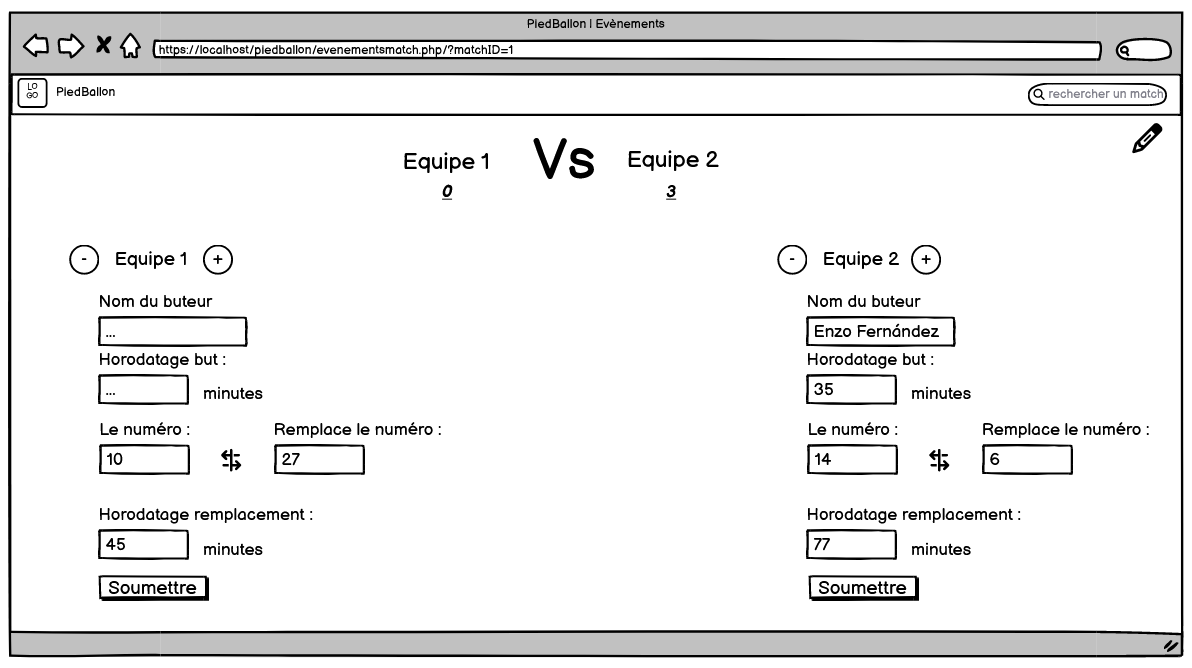 PiedBallon | Evènements
https://localhost/piedballon/evenementsmatch.php/?matchID=1
LO
GO
PiedBallon
rechercher un match
Equipe 1 Vs Equipe 2
0 3
- Equipe 1 +
Nom du buteur
...
Horodatage but :
... minutes
Le numéro : Remplace le numéro :
10 27
Horodatage remplacement :
45 minutes
Soumettre
- Equipe 2 +
Nom du buteur
Enzo Fernández
Horodatage but :
35 minutes
Le numéro : Remplace le numéro :
14 6
Horodatage remplacement :
77 minutes
Soumettre